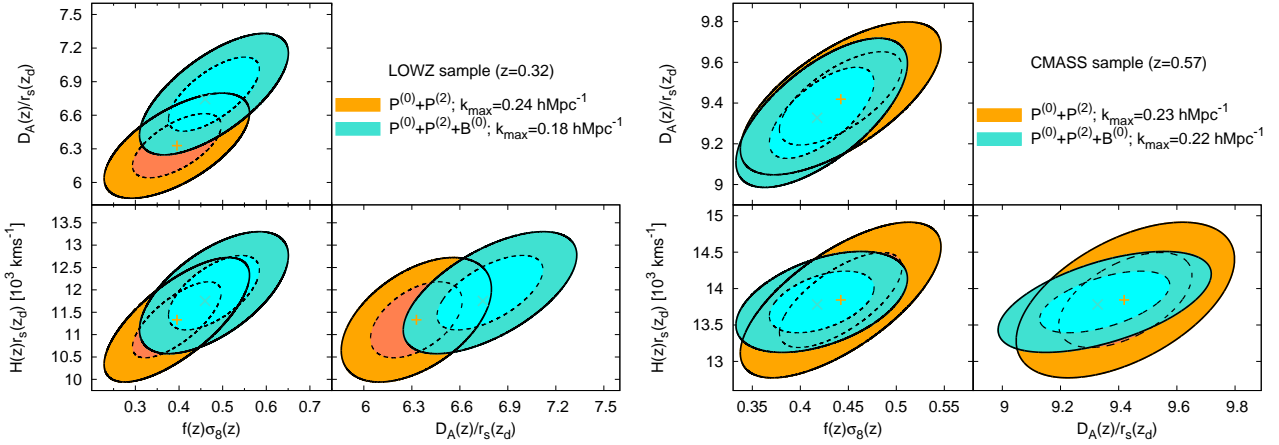 D_A(z)/r_s(z_d)
7.5
7.2
6.9
6.6
6.3
6
LOWZ sample (z=0.32)
P^(0)+P^(2); k_max=0.24 hMpc^-1
P^(0)+P^(2)+B^(0); k_max=0.18 hMpc^-1
H(z)r_s(z_d) [10^3 kms^-1]
13.5
13
12.5
12
11.5
11
10.5
10
0.3 0.4 0.5 0.6 0.7
f(z)σ_8(z)
6 6.3 6.6 6.9 7.2 7.5
D_A(z)/r_s(z_d)
D_A(z)/r_s(z_d)
9.8
9.6
9.4
9.2
9
CMASS sample (z=0.57)
P^(0)+P^(2); k_max=0.23 hMpc^-1
P^(0)+P^(2)+B^(0); k_max=0.22 hMpc^-1
H(z)r_s(z_d) [10^3 kms^-1]
15
14.5
14
13.5
13
0.35 0.4 0.45 0.5 0.55
f(z)σ_8(z)
9 9.2 9.4 9.6 9.8
D_A(z)/r_s(z_d)